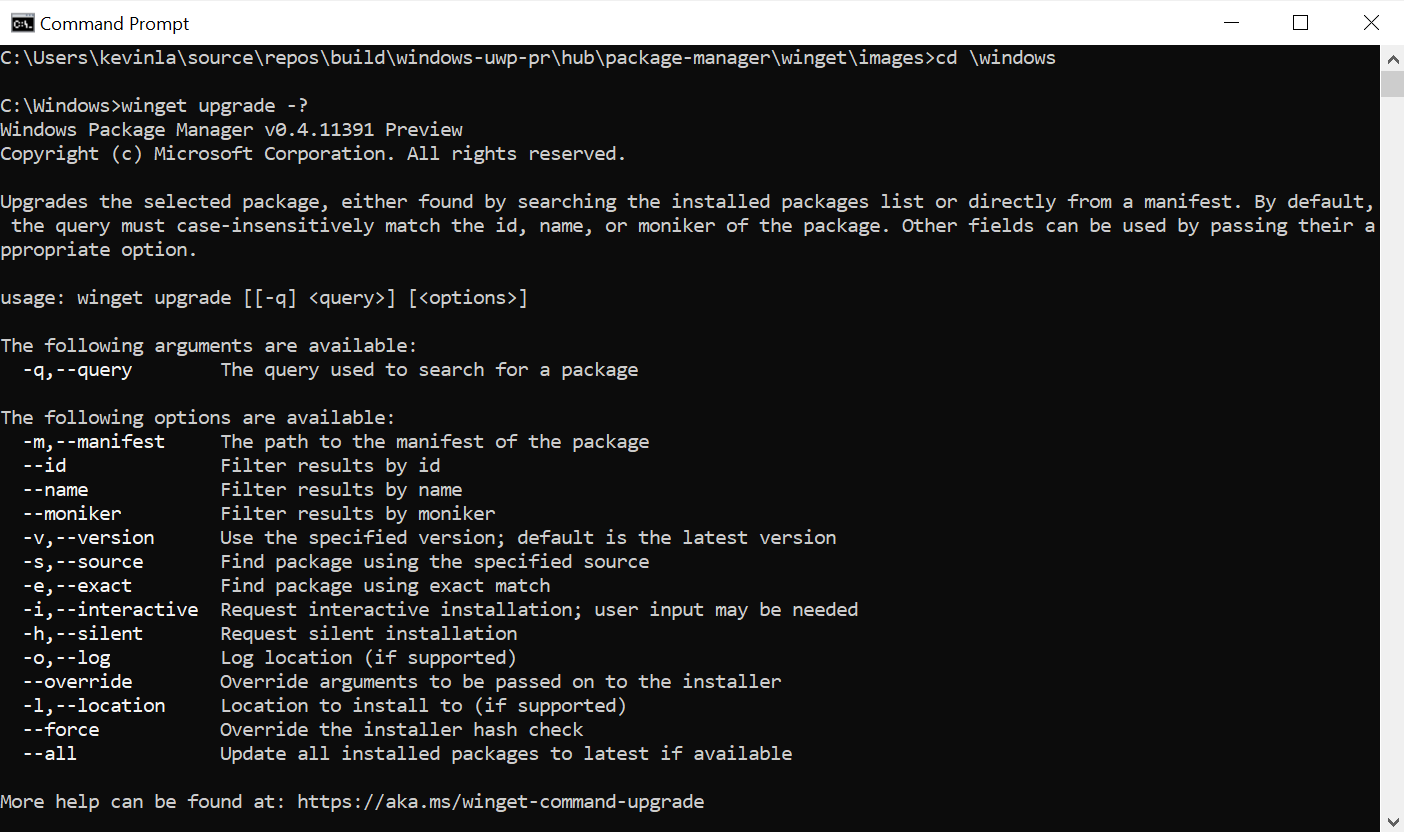 Command Prompt
C:\Users\kevinla\source\repos\build\windows-uwp-pr\hub\package-manager\winget\images>cd \windows
C:\Windows>winget upgrade -?
Windows Package Manager v0.4.11391 Preview
Copyright (c) Microsoft Corporation. All rights reserved.
Upgrades the selected package, either found by searching the installed packages list or directly from a manifest. By default,
 the query must case-insensitively match the id, name, or moniker of the package. Other fields can be used by passing their a
ppropriate option.
usage: winget upgrade [[-q] <query>] [<options>]
The following arguments are available:
  -q,--query        The query used to search for a package
The following options are available:
  -m,--manifest     The path to the manifest of the package
  --id              Filter results by id
  --name            Filter results by name
  --moniker         Filter results by moniker
  -v,--version      Use the specified version; default is the latest version
  -s,--source       Find package using the specified source
  -e,--exact        Find package using exact match
  -i,--interactive  Request interactive installation; user input may be needed
  -h,--silent       Request silent installation
  -o,--log          Log location (if supported)
  --override        Override arguments to be passed on to the installer
  -l,--location     Location to install to (if supported)
  --force           Override the installer hash check
  --all             Update all installed packages to latest if available
More help can be found at: https://aka.ms/winget-command-upgrade